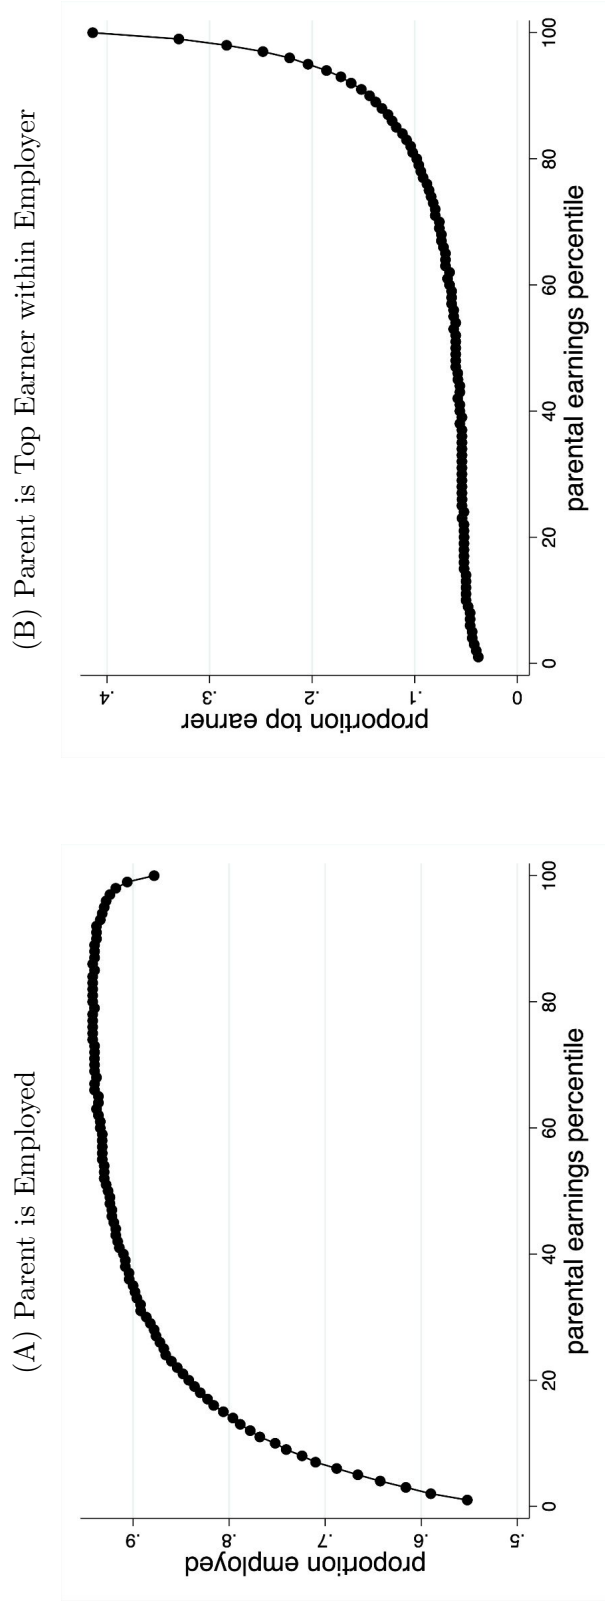 (A) Parent is Employed
proportion employed
.5 .6 .7 .8 .9
0 20 40 60 80 100
parental earnings percentile
(B) Parent is Top Earner within Employer
proportion top earner
0 .1 .2 .3 .4
0 20 40 60 80 100
parental earnings percentile